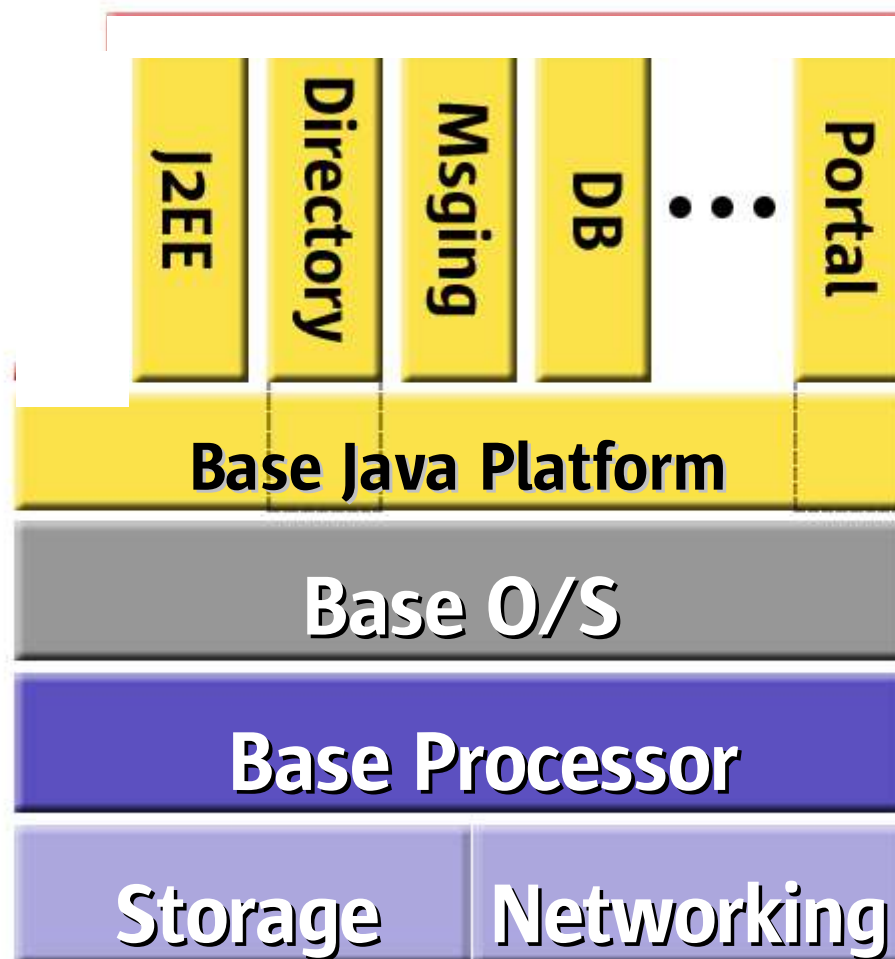 J2EE
Directory
Msging
DB
•••
Portal
Base Java Platform
Base O/S
Base Processor
Storage
Networking